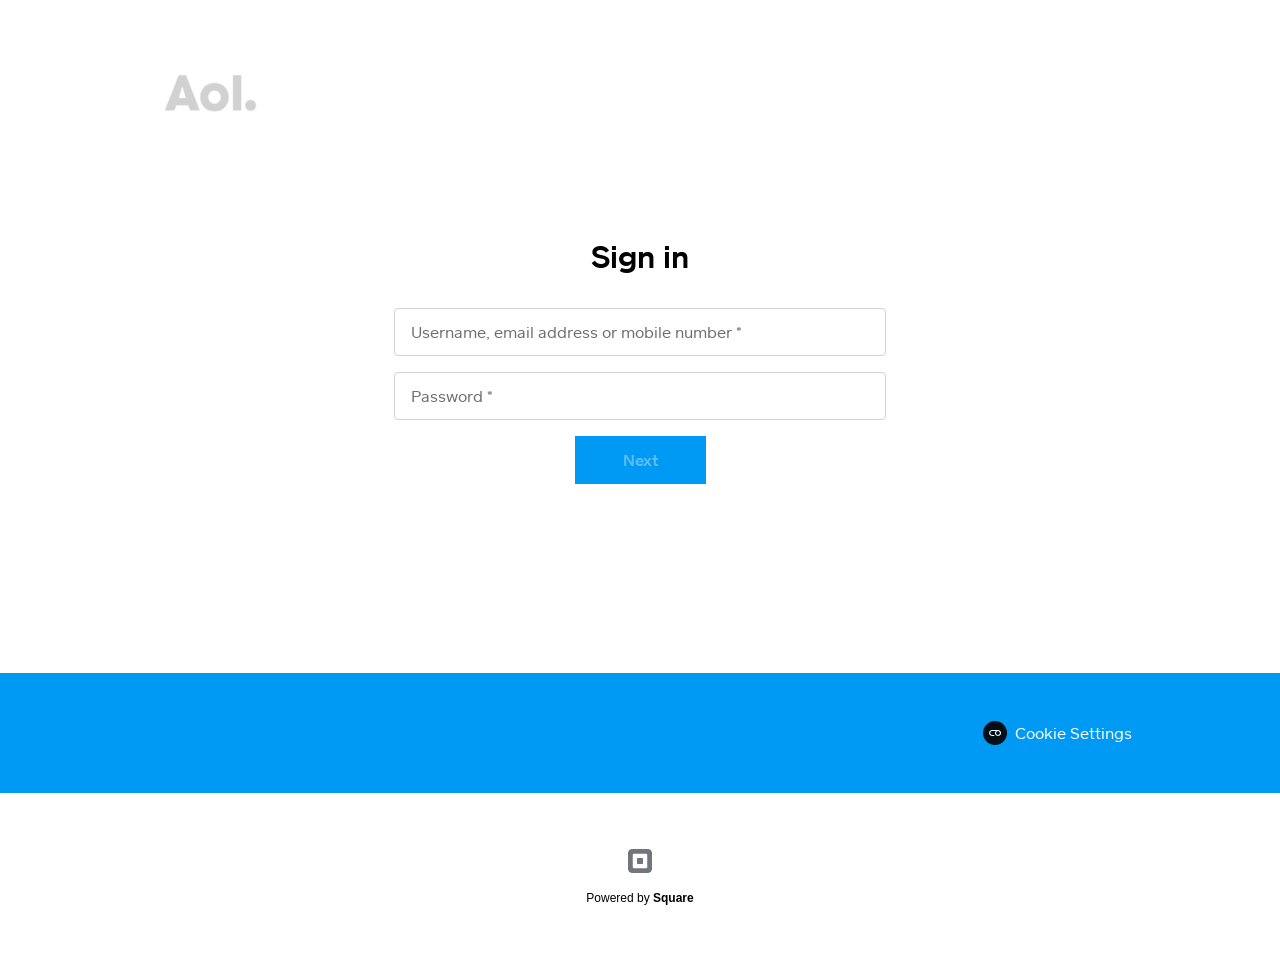 Aol.
Sign in
Username, email address or mobile number *
Password *
Next
Cookie Settings
Powered by Square